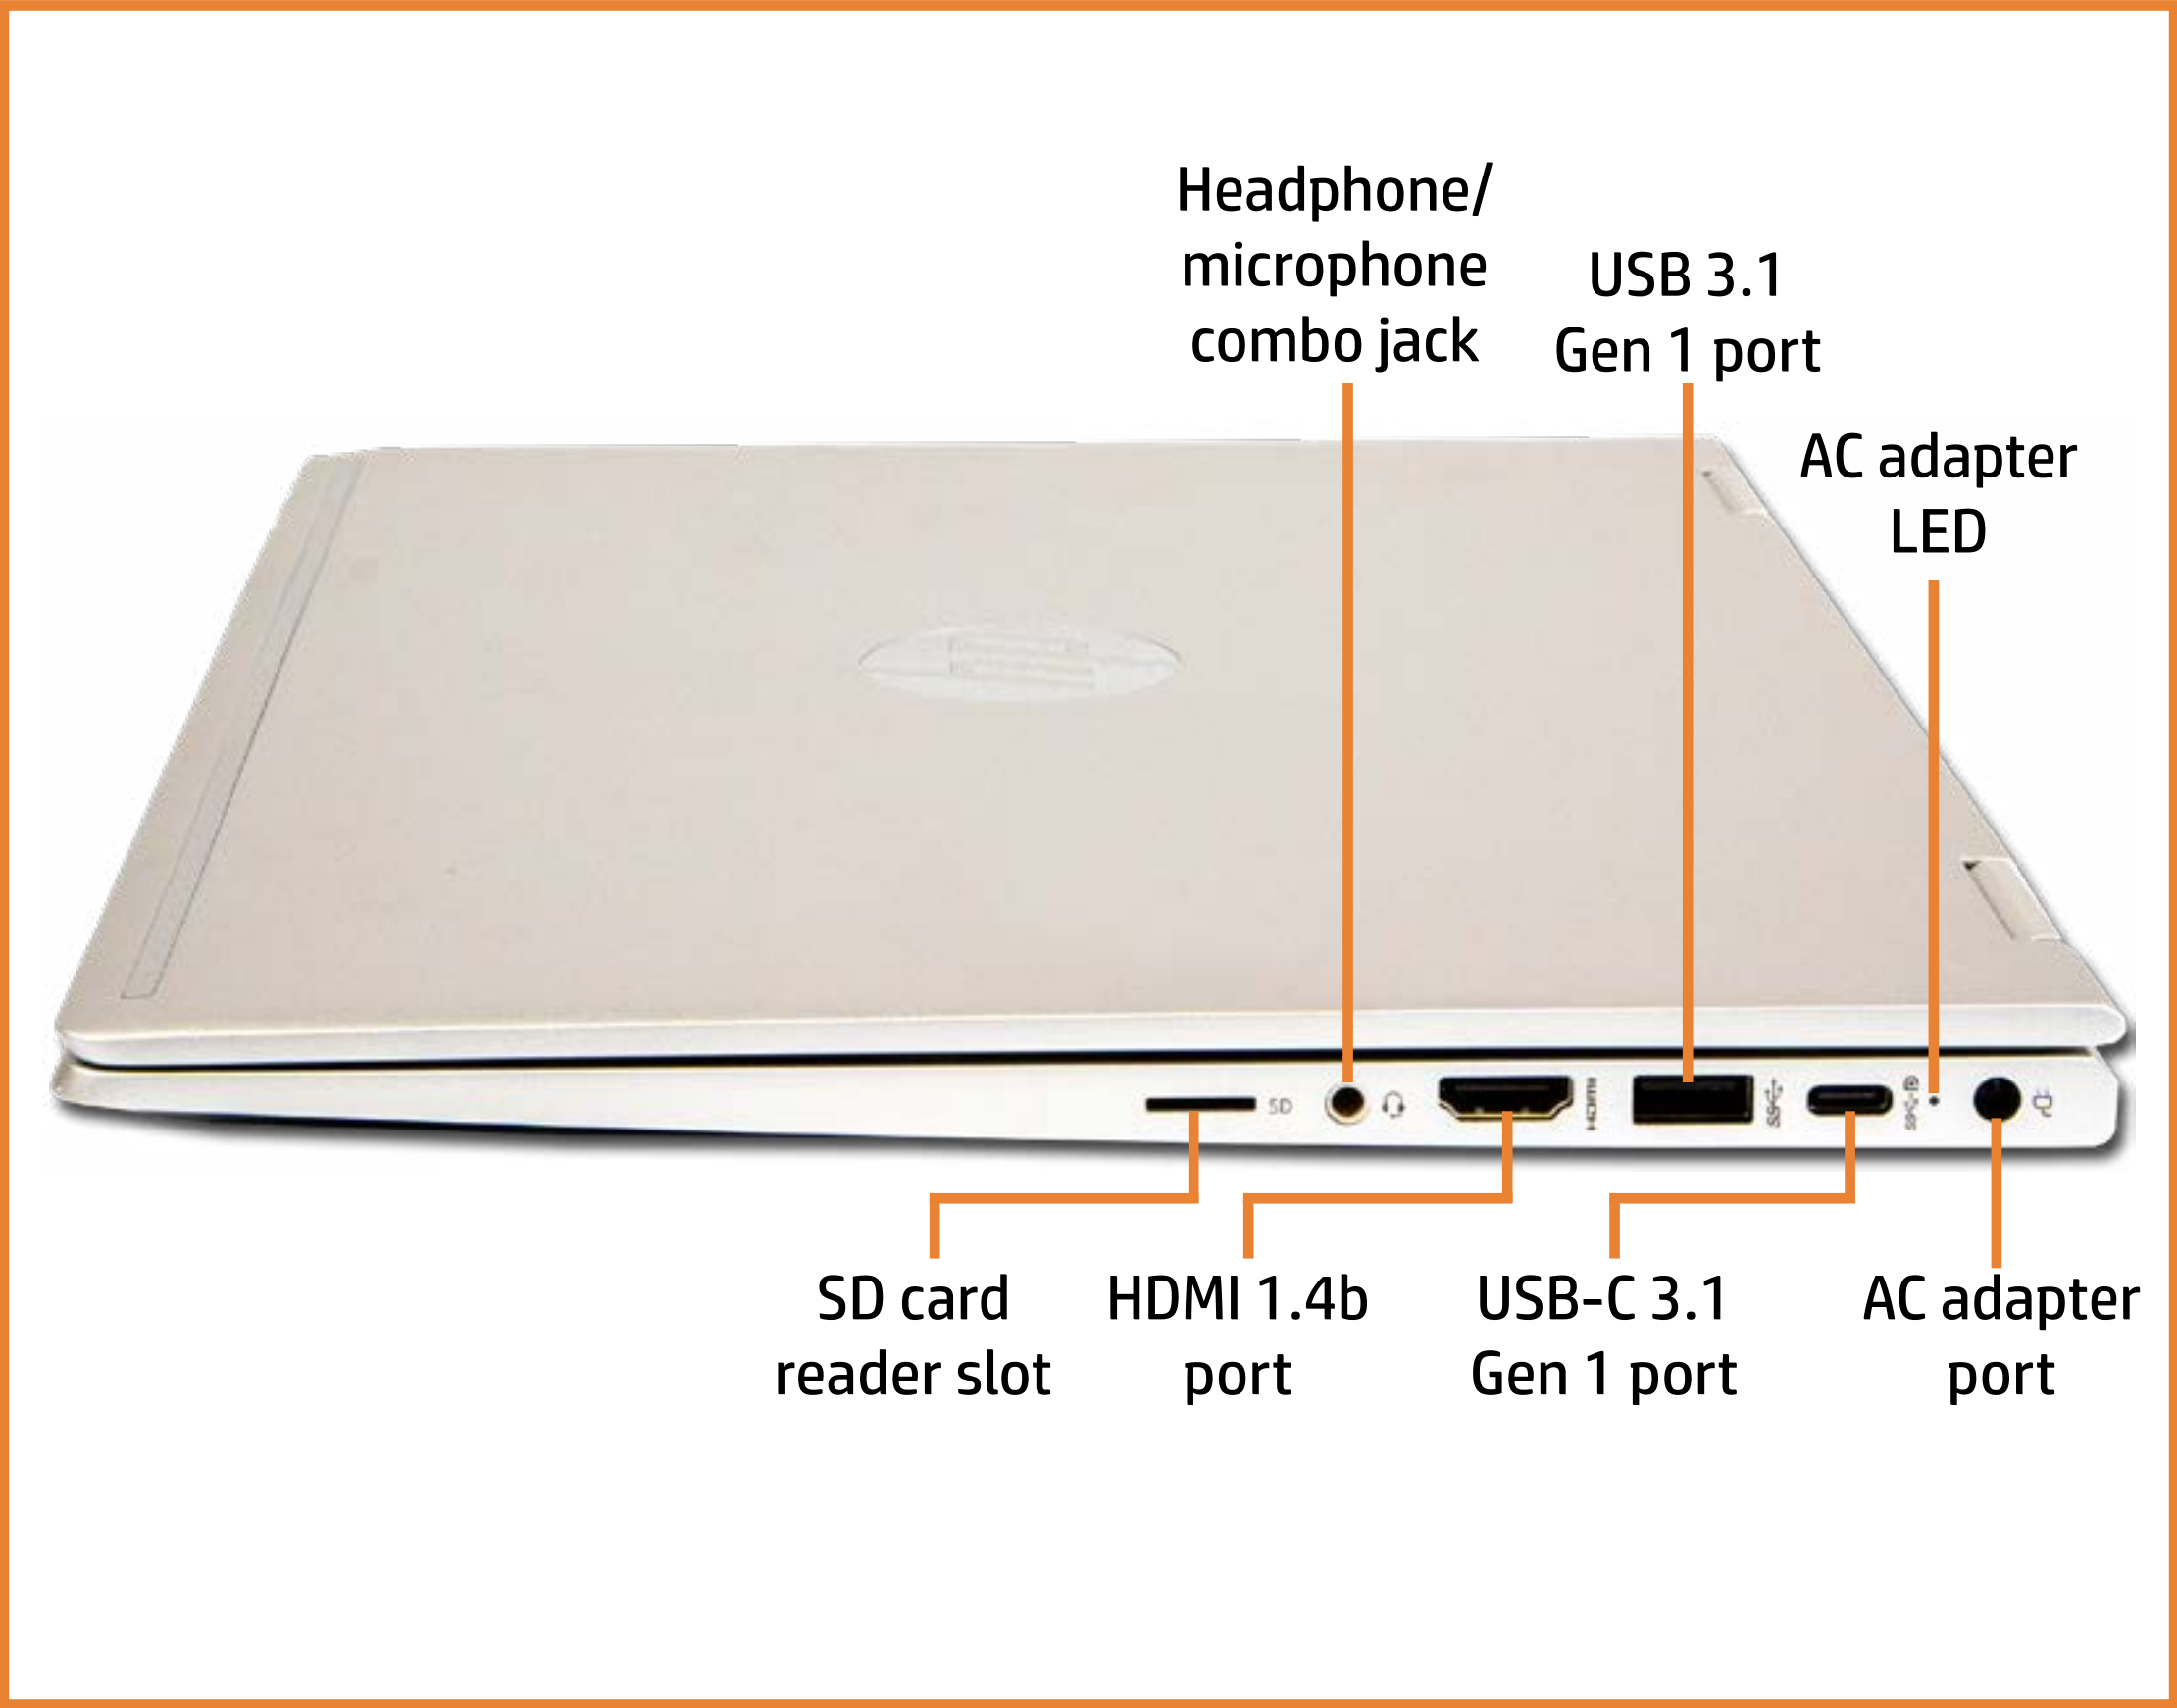 Headphone/
microphone
combo jack
USB 3.1
Gen 1 port
AC adapter
LED
SD
HDMI
SD card
reader slot
HDMI 1.4b
port
USB-C 3.1
Gen 1 port
AC adapter
port